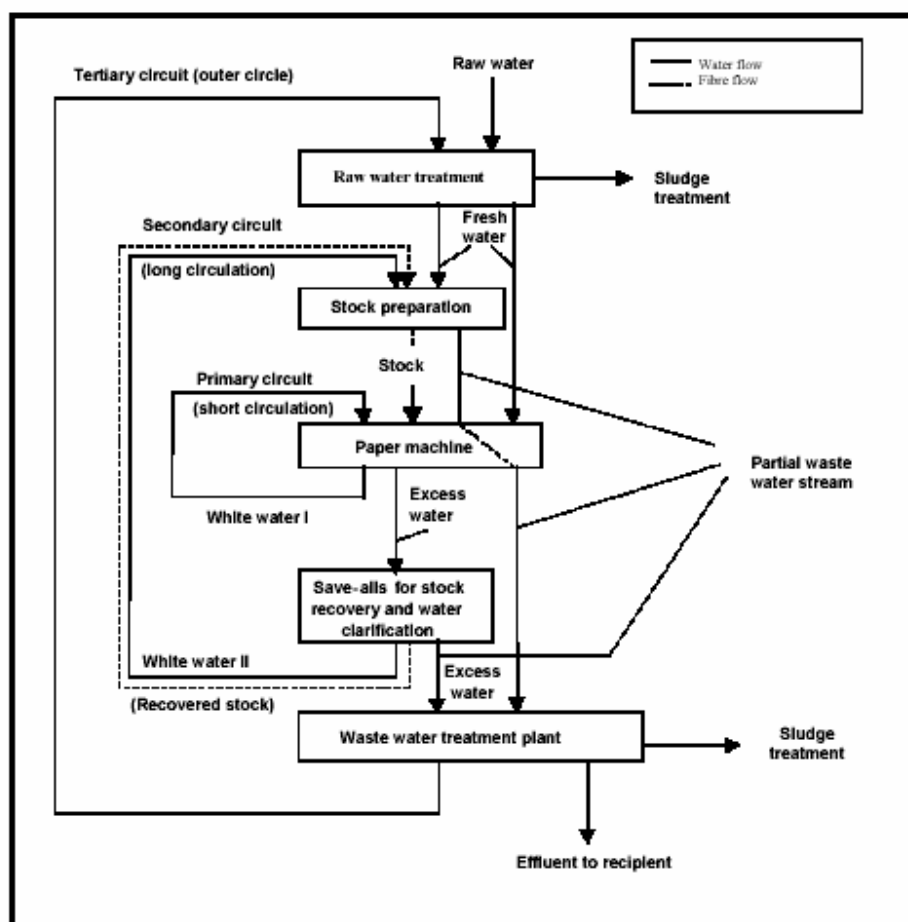 Tertiary circuit (outer circle)
Raw water
Water flow
Fibre flow
Raw water treatment
Sludge
treatment
Secondary circuit
(long circulation)
Fresh
water
Stock preparation
Stock
Primary circuit
(short circulation)
Paper machine
Partial waste
water stream
White water I
Excess
water
Save-alls for stock
recovery and water
clarification
White water II
(Recovered stock)
Excess
water
Waste water treatment plant
Sludge
treatment
Effluent to recipient